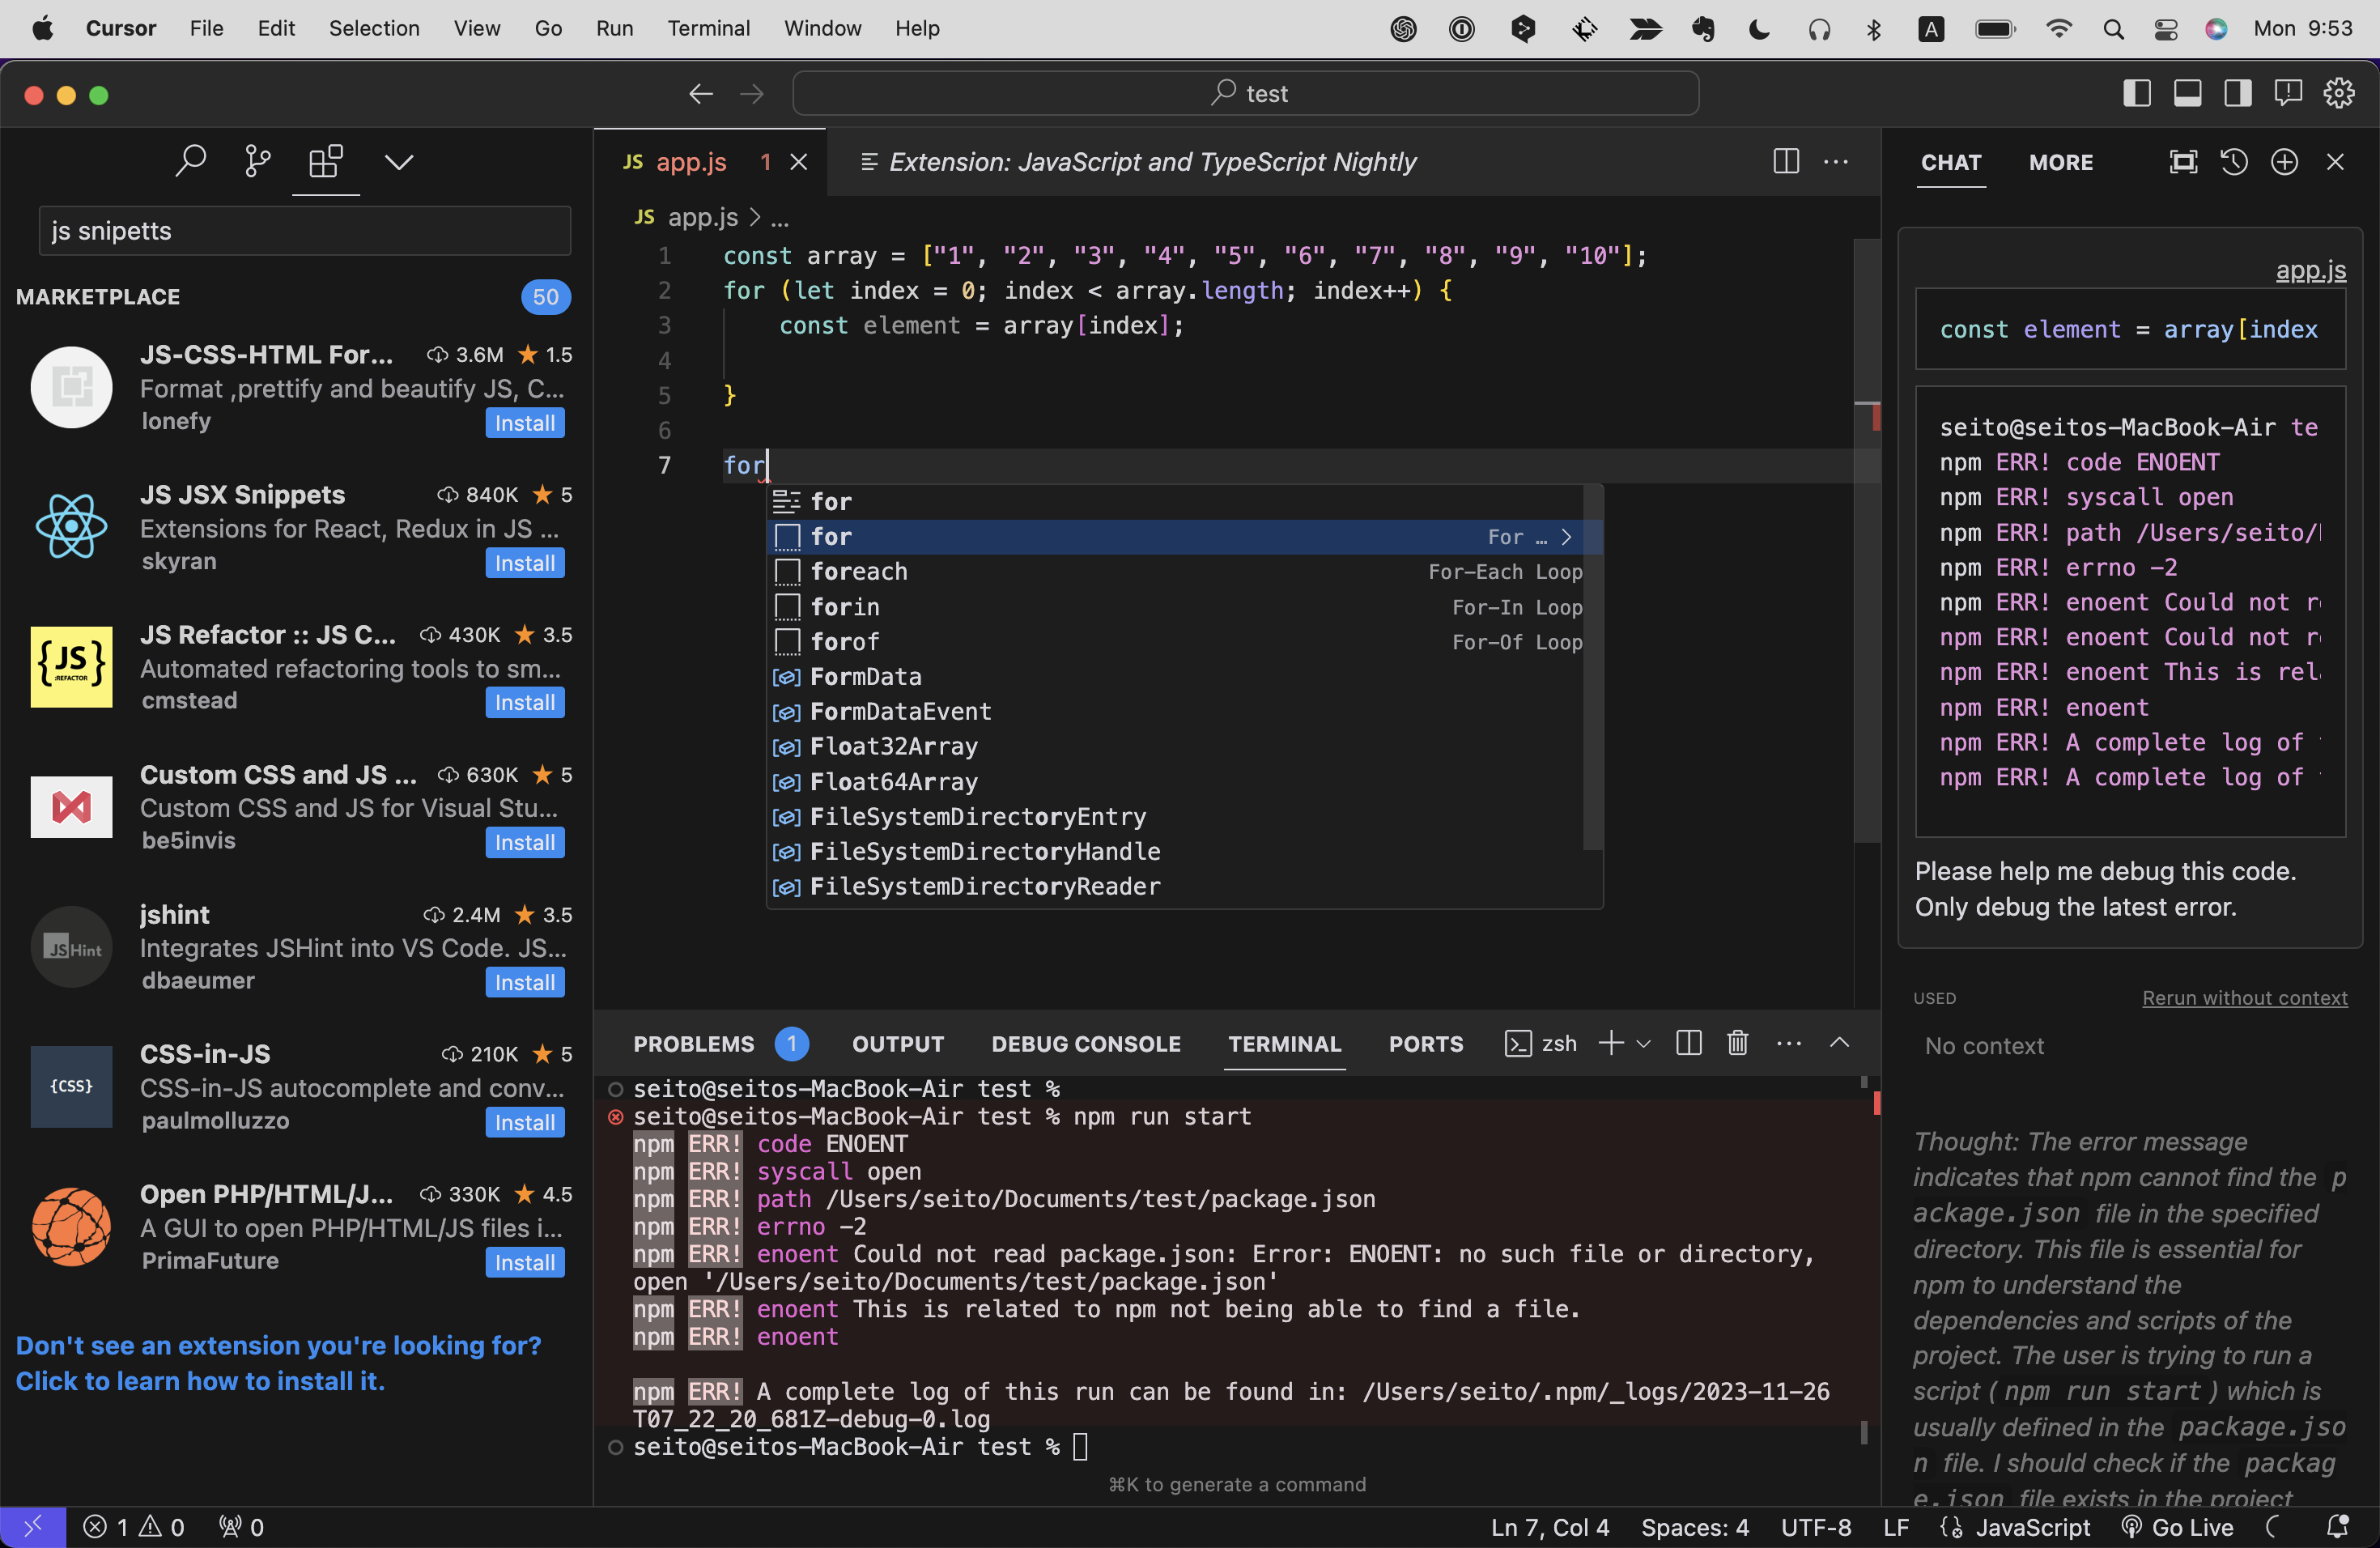 Cursor File Edit Selection View Go Run Terminal Window Help A Mon 9:53
test
js snipetts
MARKETPLACE 50
JS-CSS-HTML For... 3.6M ★ 1.5
Format ,prettify and beautify JS, C...
lonefy Install
JS JSX Snippets 840K ★ 5
Extensions for React, Redux in JS ...
skyran Install
{JS}
:REFACTOR
JS Refactor :: JS C... 430K ★ 3.5
Automated refactoring tools to sm...
cmstead Install
Custom CSS and JS ... 630K ★ 5
Custom CSS and JS for Visual Stu...
be5invis Install
JSHint
jshint 2.4M ★ 3.5
Integrates JSHint into VS Code. JS...
dbaeumer Install
{CSS}
CSS-in-JS 210K ★ 5
CSS-in-JS autocomplete and conv...
paulmolluzzo Install
Open PHP/HTML/J... 330K ★ 4.5
A GUI to open PHP/HTML/JS files i...
PrimaFuture Install
Don't see an extension you're looking for?
Click to learn how to install it.
JS app.js 1 Extension: JavaScript and TypeScript Nightly
JS app.js > ...
1 const array = ["1", "2", "3", "4", "5", "6", "7", "8", "9", "10"];
2 for (let index = 0; index < array.length; index++) {
3 const element = array[index];
4
5 }
6
7 for
for
for For … >
foreach For-Each Loop
forin For-In Loop
forof For-Of Loop
FormData
FormDataEvent
Float32Array
Float64Array
FileSystemDirectoryEntry
FileSystemDirectoryHandle
FileSystemDirectoryReader
PROBLEMS 1 OUTPUT DEBUG CONSOLE TERMINAL PORTS zsh
seito@seitos-MacBook-Air test %
seito@seitos-MacBook-Air test % npm run start
npm ERR! code ENOENT
npm ERR! syscall open
npm ERR! path /Users/seito/Documents/test/package.json
npm ERR! errno -2
npm ERR! enoent Could not read package.json: Error: ENOENT: no such file or directory,
open '/Users/seito/Documents/test/package.json'
npm ERR! enoent This is related to npm not being able to find a file.
npm ERR! enoent
npm ERR! A complete log of this run can be found in: /Users/seito/.npm/_logs/2023-11-26
T07_22_20_681Z-debug-0.log
seito@seitos-MacBook-Air test %
⌘K to generate a command
CHAT MORE
app.js
const element = array[index
seito@seitos-MacBook-Air te
npm ERR! code ENOENT
npm ERR! syscall open
npm ERR! path /Users/seito/
npm ERR! errno -2
npm ERR! enoent Could not r
npm ERR! enoent Could not r
npm ERR! enoent This is rel
npm ERR! enoent
npm ERR! A complete log of
npm ERR! A complete log of
Please help me debug this code.
Only debug the latest error.
USED Rerun without context
No context
Thought: The error message
indicates that npm cannot find the p
ackage.json file in the specified
directory. This file is essential for
npm to understand the
dependencies and scripts of the
project. The user is trying to run a
script (npm run start) which is
usually defined in the package.jso
n file. I should check if the packag
e.json file exists in the project
1 0 0 Ln 7, Col 4 Spaces: 4 UTF-8 LF JavaScript Go Live